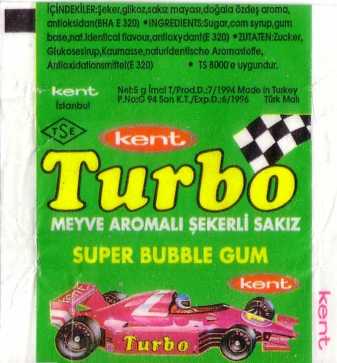 İÇİNDEKİLER:Şeker,glikoz,sakız mayası,doğala özdeş aroma,
antioksidan(BHA E 320) •INGREDIENTS:Sugar,corn syrup,gum
base,nat.identical flavour,antioxydant(E 320) •ZUTATEN:Zucker,
Glukosesirup,Kaumasse,naturidentische Aromastoffe,
Antioxidationsmittel(E 320) • TS 8000'e uygundur.
kent Net:5 g İmal T/Prod.D.:7/1994 Made in Turkey
İstanbul P.No:G 94 Son K.T./Exp.D.:6/1996 Türk Malı
TSE
kent
Turbo
MEYVE AROMALI ŞEKERLİ SAKIZ
SUPER BUBBLE GUM
kent
kent
Turbo